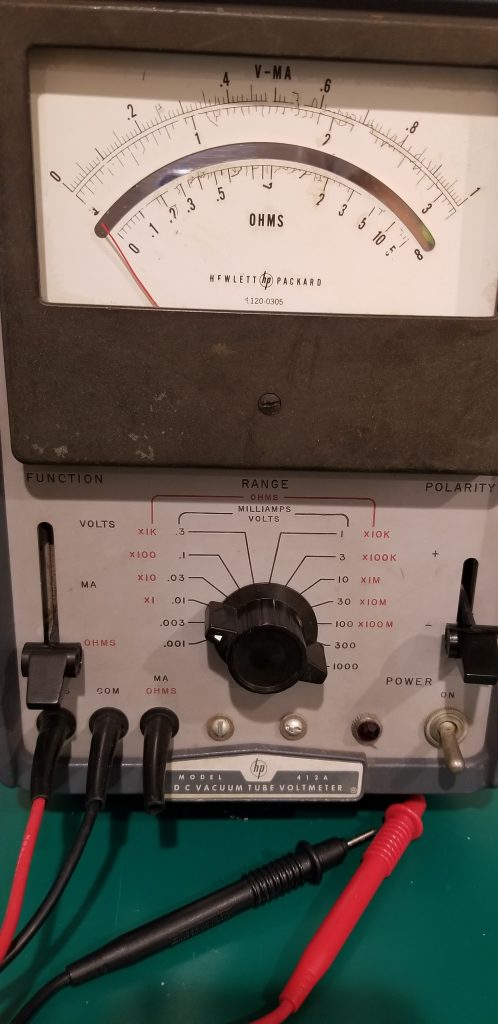 V-MA
0 .2 .4 .6 .8 1
0 1 2 3
0 .1 .2 .3 .5 1 2 3 5 10
OHMS
HEWLETT hp PACKARD
1120-0305
FUNCTION
RANGE
POLARITY
OHMS
MILLIAMPS
VOLTS
VOLTS
X1K .3 1 X10K
X100 .1 3 X100K
+
MA
X10 .03 10 X1M
X1 .01 30 X10M
.003 100 X100M
-
OHMS
.001 300
1000
POWER
ON
COM
MA
OHMS
hp
MODEL 412A
DC VACUUM TUBE VOLTMETER